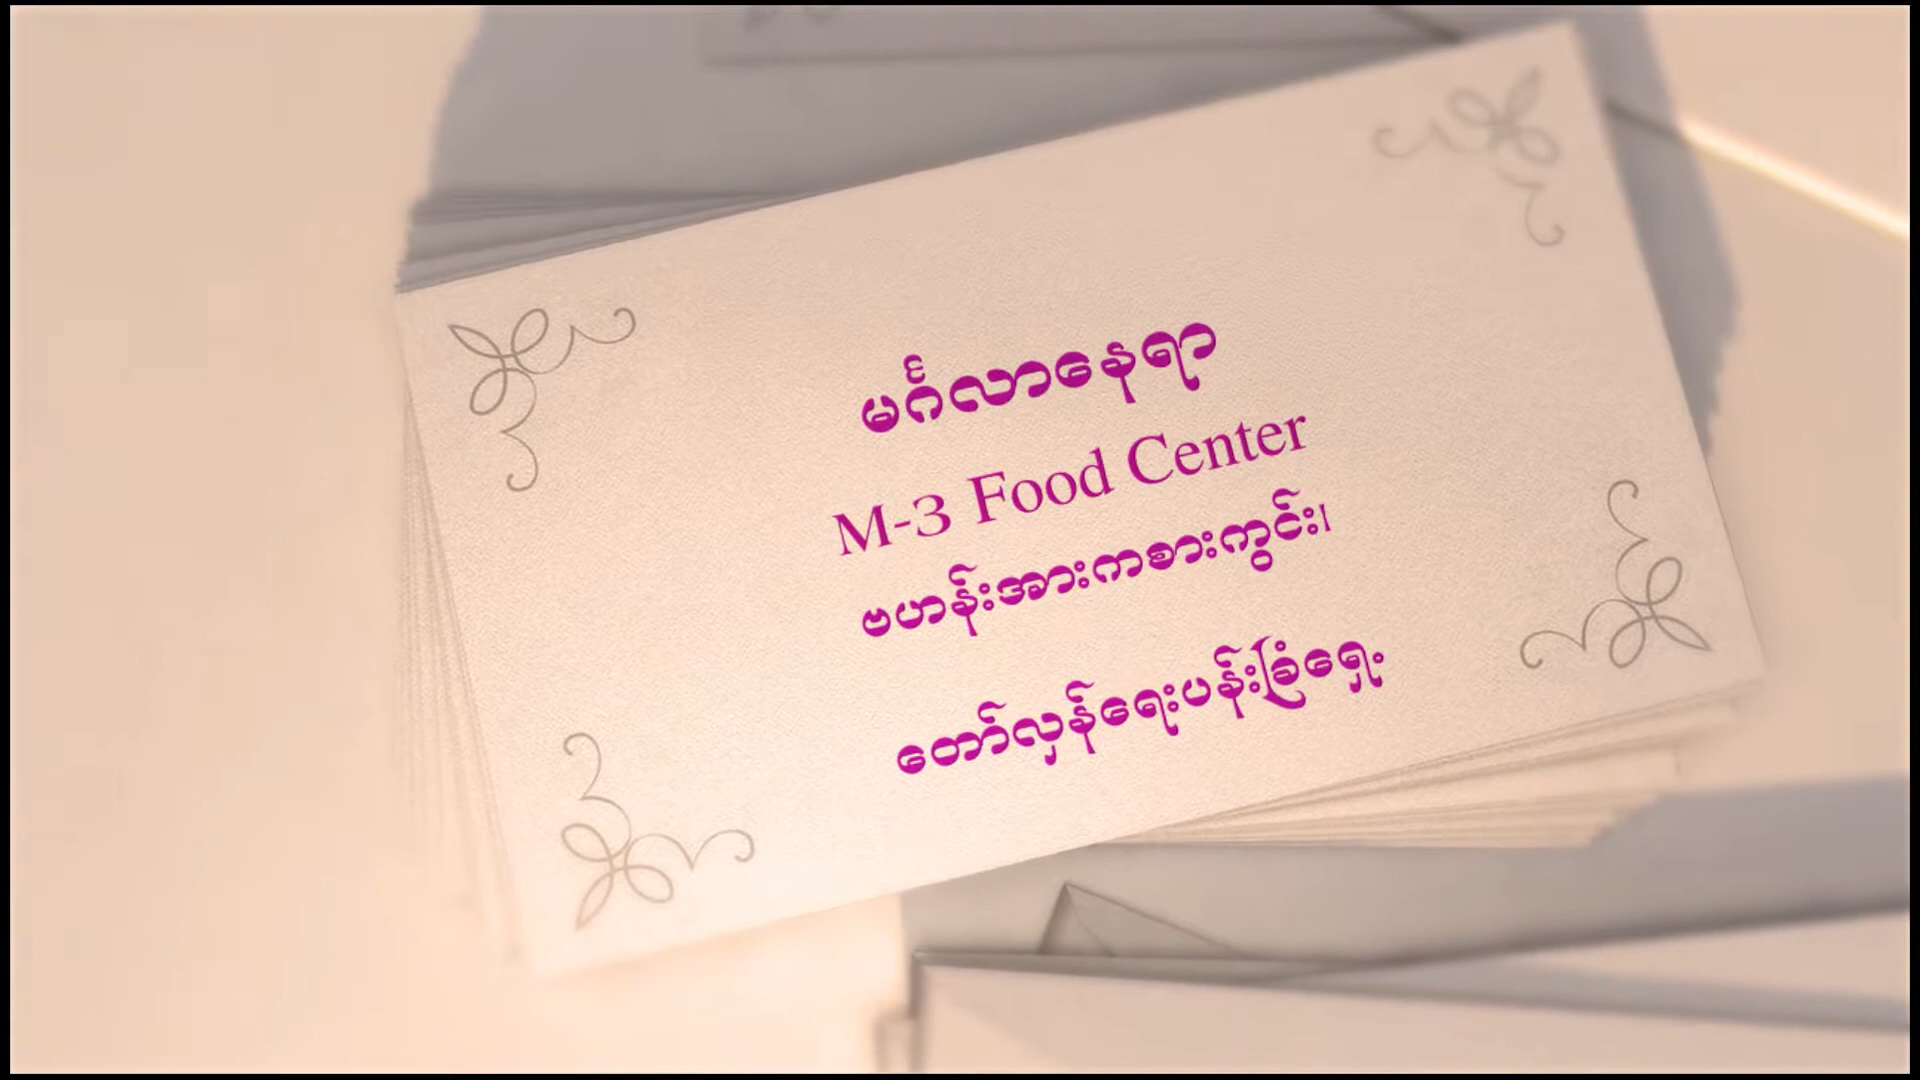 မင်္ဂလာနေရာ
M-3 Food Center
ဗဟန်းအားကစားကွင်း၊
တော်လှန်ရေးပန်းခြံရှေ့